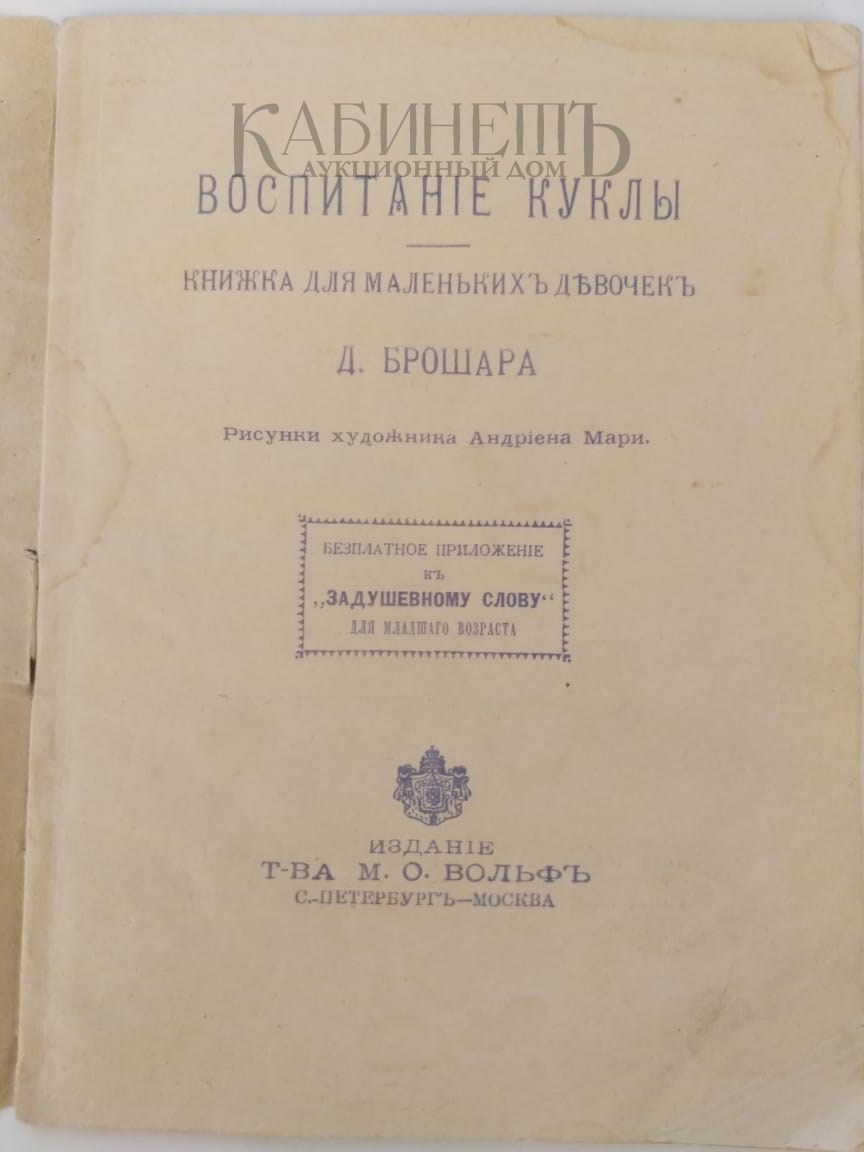 КАБИНЕТЪ
АУКЦИОННЫЙ ДОМ
ВОСПИТАНІЕ КУКЛЫ
КНИЖКА ДЛЯ МАЛЕНЬКИХЪ ДѢВОЧЕКЪ
Д. БРОШАРА
Рисунки художника Андріена Мари.
БЕЗПЛАТНОЕ ПРИЛОЖЕНІЕ
КЪ
„ЗАДУШЕВНОМУ СЛОВУ“
ДЛЯ МЛАДШАГО ВОЗРАСТА
ИЗДАНІЕ
Т-ВА М. О. ВОЛЬФЪ
С.-ПЕТЕРБУРГЪ—МОСКВА